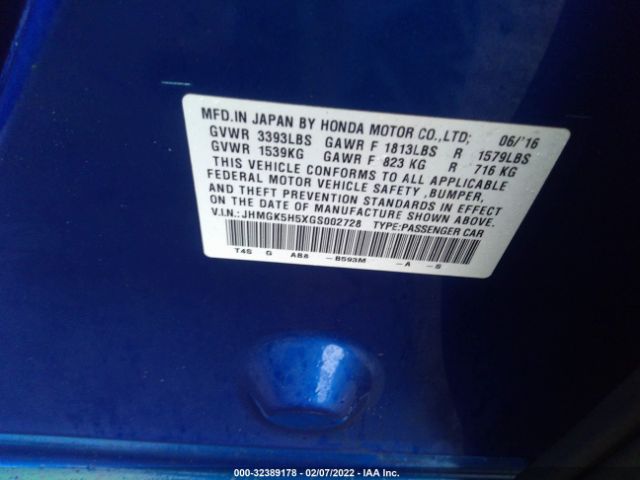 MFD.IN JAPAN BY HONDA MOTOR CO.,LTD; 06/'16
GVWR 3393LBS GAWR F 1813LBS R 1579LBS
GVWR 1539KG GAWR F 823 KG R 716 KG
THIS VEHICLE CONFORMS TO ALL APPLICABLE
FEDERAL MOTOR VEHICLE SAFETY ,BUMPER,
AND THEFT PREVENTION STANDARDS IN EFFECT
ON THE DATE OF MANUFACTURE SHOWN ABOVE.
V.I.N.: JHMGK5H5XGS002728 TYPE:PASSENGER CAR
T4S G AB8 -B593M -A -S
000-32389178 - 02/07/2022 - IAA Inc.